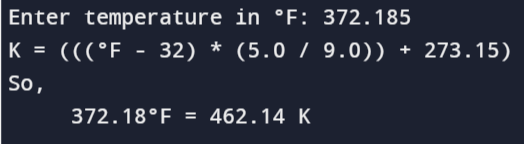 Enter temperature in °F: 372.185
K = (((°F - 32) * (5.0 / 9.0)) + 273.15)
So,
372.18°F = 462.14 K